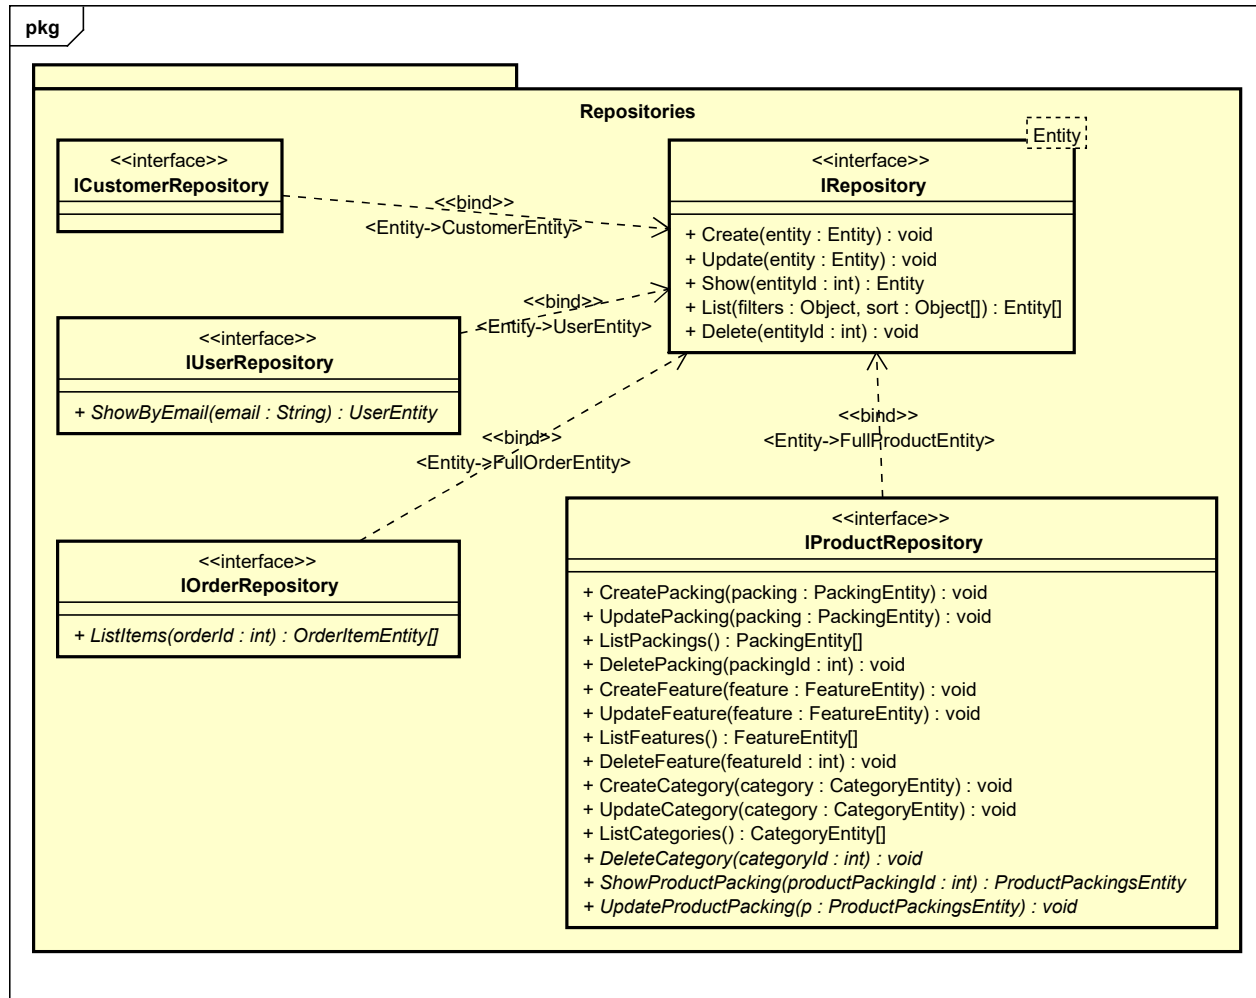 pkg
Repositories
<<interface>>
ICustomerRepository
Entity
<<interface>>
IRepository
+ Create(entity : Entity) : void
+ Update(entity : Entity) : void
+ Show(entityId : int) : Entity
+ List(filters : Object, sort : Object[]) : Entity[]
+ Delete(entityId : int) : void
<<bind>>
<Entity->CustomerEntity>
<<bind>>
<Entity->UserEntity>
<<interface>>
IUserRepository
+ ShowByEmail(email : String) : UserEntity
<<bind>>
<Entity->FullOrderEntity>
<<bind>>
<Entity->FullProductEntity>
<<interface>>
IOrderRepository
+ ListItems(orderId : int) : OrderItemEntity[]
<<interface>>
IProductRepository
+ CreatePacking(packing : PackingEntity) : void
+ UpdatePacking(packing : PackingEntity) : void
+ ListPackings() : PackingEntity[]
+ DeletePacking(packingId : int) : void
+ CreateFeature(feature : FeatureEntity) : void
+ UpdateFeature(feature : FeatureEntity) : void
+ ListFeatures() : FeatureEntity[]
+ DeleteFeature(featureId : int) : void
+ CreateCategory(category : CategoryEntity) : void
+ UpdateCategory(category : CategoryEntity) : void
+ ListCategories() : CategoryEntity[]
+ DeleteCategory(categoryId : int) : void
+ ShowProductPacking(productPackingId : int) : ProductPackingsEntity
+ UpdateProductPacking(p : ProductPackingsEntity) : void